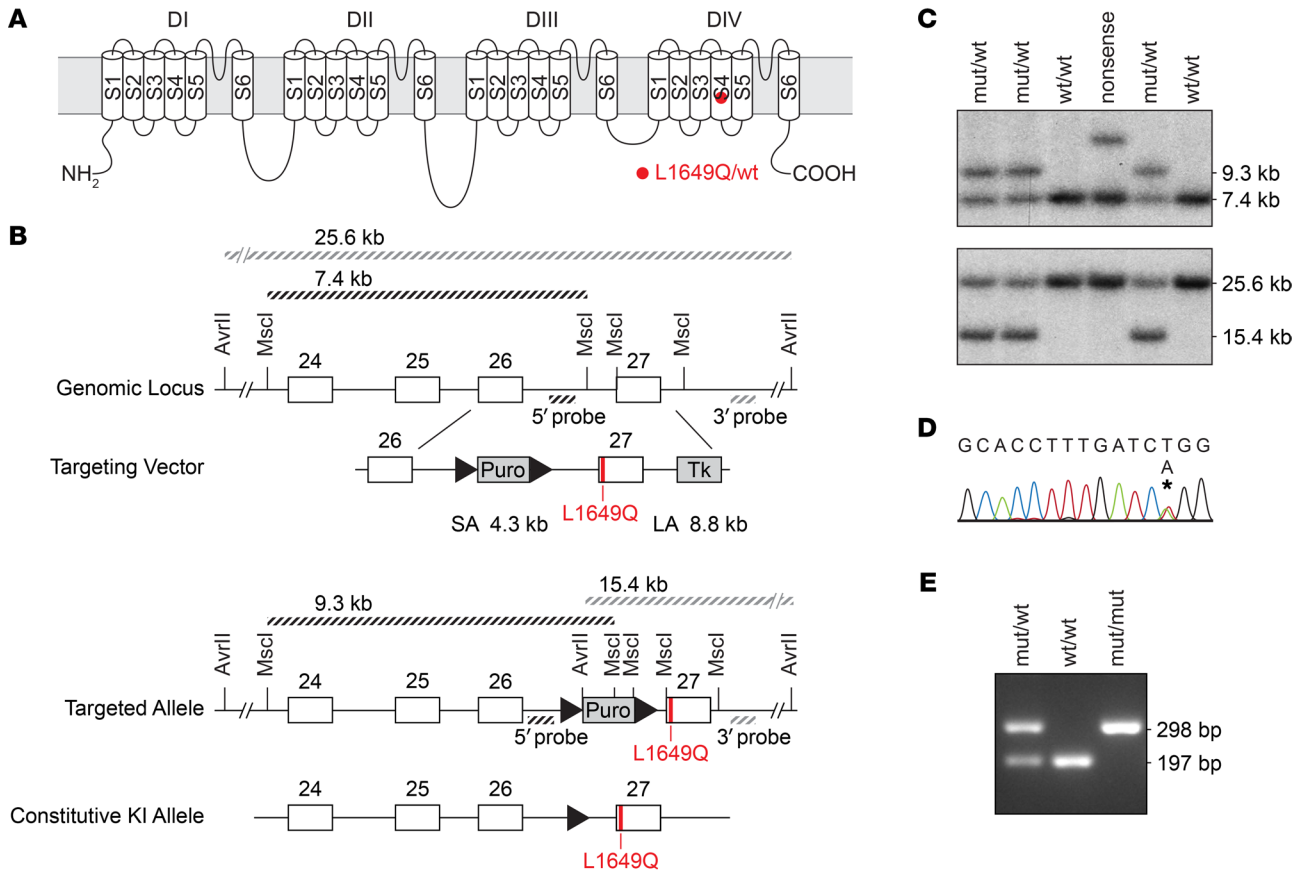 A
DI DII DIII DIV
S1 S2 S3 S4 S5 S6 S1 S2 S3 S4 S5 S6 S1 S2 S3 S4 S5 S6 S1 S2 S3 S4 S5 S6
NH2 L1649Q/wt COOH
B
25.6 kb
7.4 kb
AvrII MscI MscI MscI MscI AvrII
24 25 26 27
Genomic Locus
5′ probe 3′ probe
26 27
Targeting Vector Puro Tk
L1649Q
SA 4.3 kb LA 8.8 kb
15.4 kb
9.3 kb
AvrII MscI AvrII MscI MscI MscI MscI AvrII
24 25 26 27
Targeted Allele Puro
5′ probe 3′ probe
L1649Q
24 25 26 27
Constitutive KI Allele
L1649Q
C
mut/wt mut/wt wt/wt nonsense mut/wt wt/wt
9.3 kb
7.4 kb
25.6 kb
15.4 kb
D
GCACCTTTGATCTGG
A
*
E
mut/wt wt/wt mut/mut
298 bp
197 bp